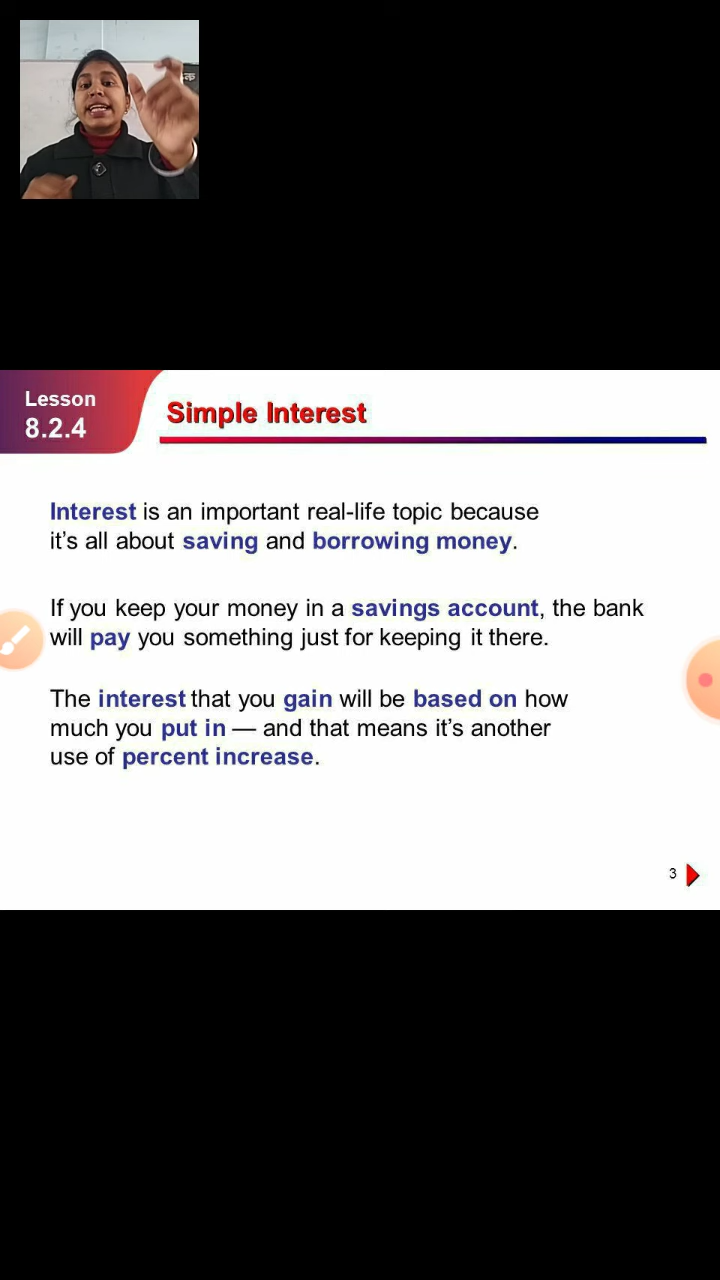 Lesson
8.2.4
Simple Interest
Interest is an important real-life topic because
it’s all about saving and borrowing money.
If you keep your money in a savings account, the bank
will pay you something just for keeping it there.
The interest that you gain will be based on how
much you put in — and that means it’s another
use of percent increase.
3